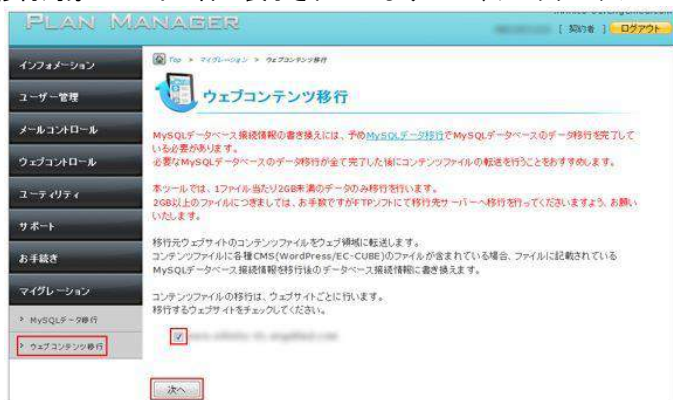 PLAN MANAGER
[ 契約者 ] ログアウト
Top > マイグレーション > ウェブコンテンツ移行
インフォメーション
ユーザー管理
メールコントロール
ウェブコントロール
ユーティリティ
サポート
お手続き
マイグレーション
> MySQLデータ移行
> ウェブコンテンツ移行
ウェブコンテンツ移行
MySQLデータベース接続情報の書き換えには、予めMySQLデータ移行でMySQLデータベースのデータ移行を完了して
いる必要があります。
必要なMySQLデータベースのデータ移行が全て完了した後にコンテンツファイルの転送を行うことをおすすめします。
本ツールでは、1ファイル当たり2GB未満のデータのみ移行を行います。
2GB以上のファイルにつきましては、お手数ですがFTPソフトにて移行先サーバーへ移行を行ってくださいますよう、お願い
いたします。
移行元ウェブサイトのコンテンツファイルをウェブ領域に転送します。
コンテンツファイルに各種CMS(WordPress/EC-CUBE)のファイルが含まれている場合、ファイルに記載されている
MySQLデータベース接続情報を移行後のデータベース接続情報に書き換えます。
コンテンツファイルの移行は、ウェブサイトごとに行います。
移行するウェブサイトをチェックしてください。
次へ